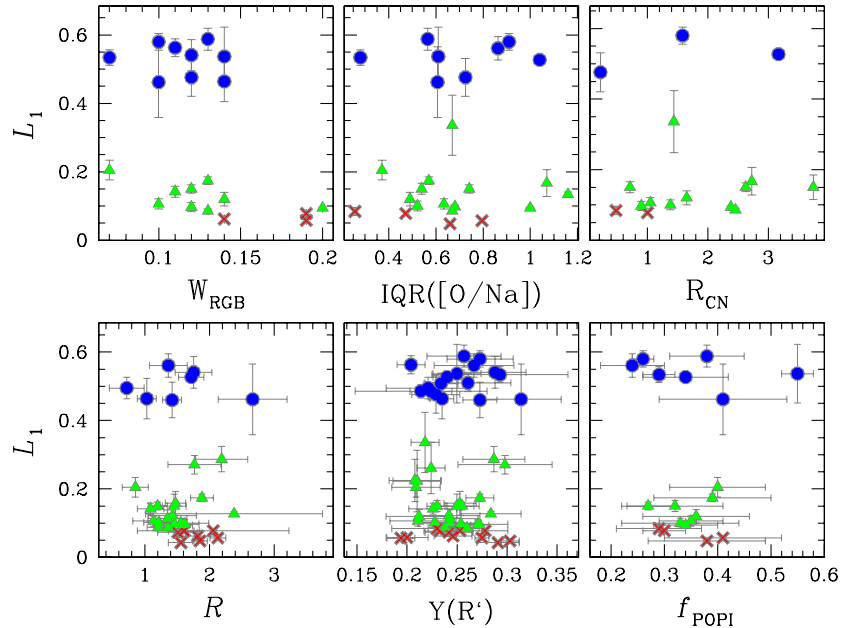 0.6
0.4
0.2
0
L₁
0.1 0.15 0.2
0.4 0.6 0.8 1 1.2
1 2 3
W_RGB
IQR([O/Na])
R_CN
0.6
0.4
0.2
0
L₁
1 2 3
0.15 0.2 0.25 0.3 0.35
0.2 0.3 0.4 0.5 0.6
R
Y(R‘)
f_POPI